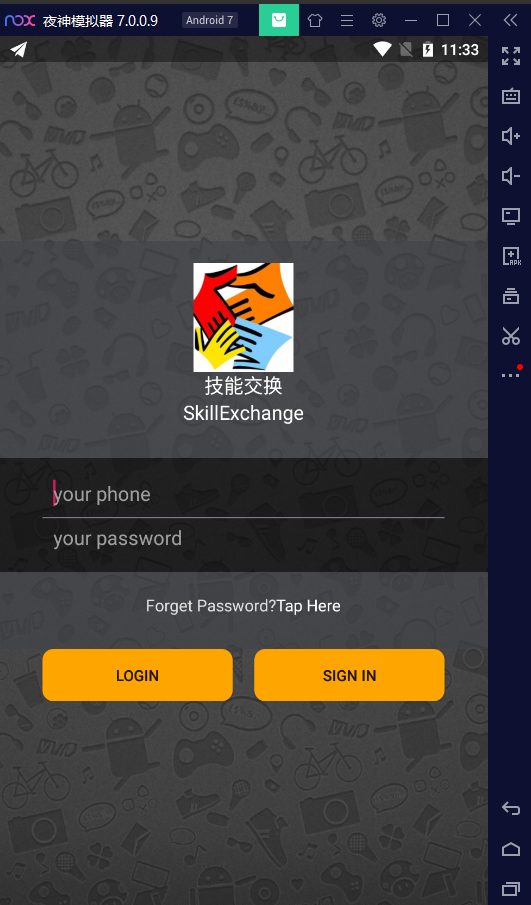 nox 夜神模拟器 7.0.0.9 Android 7
11:33
技能交换
SkillExchange
your phone
your password
Forget Password?Tap Here
LOGIN SIGN IN
APK